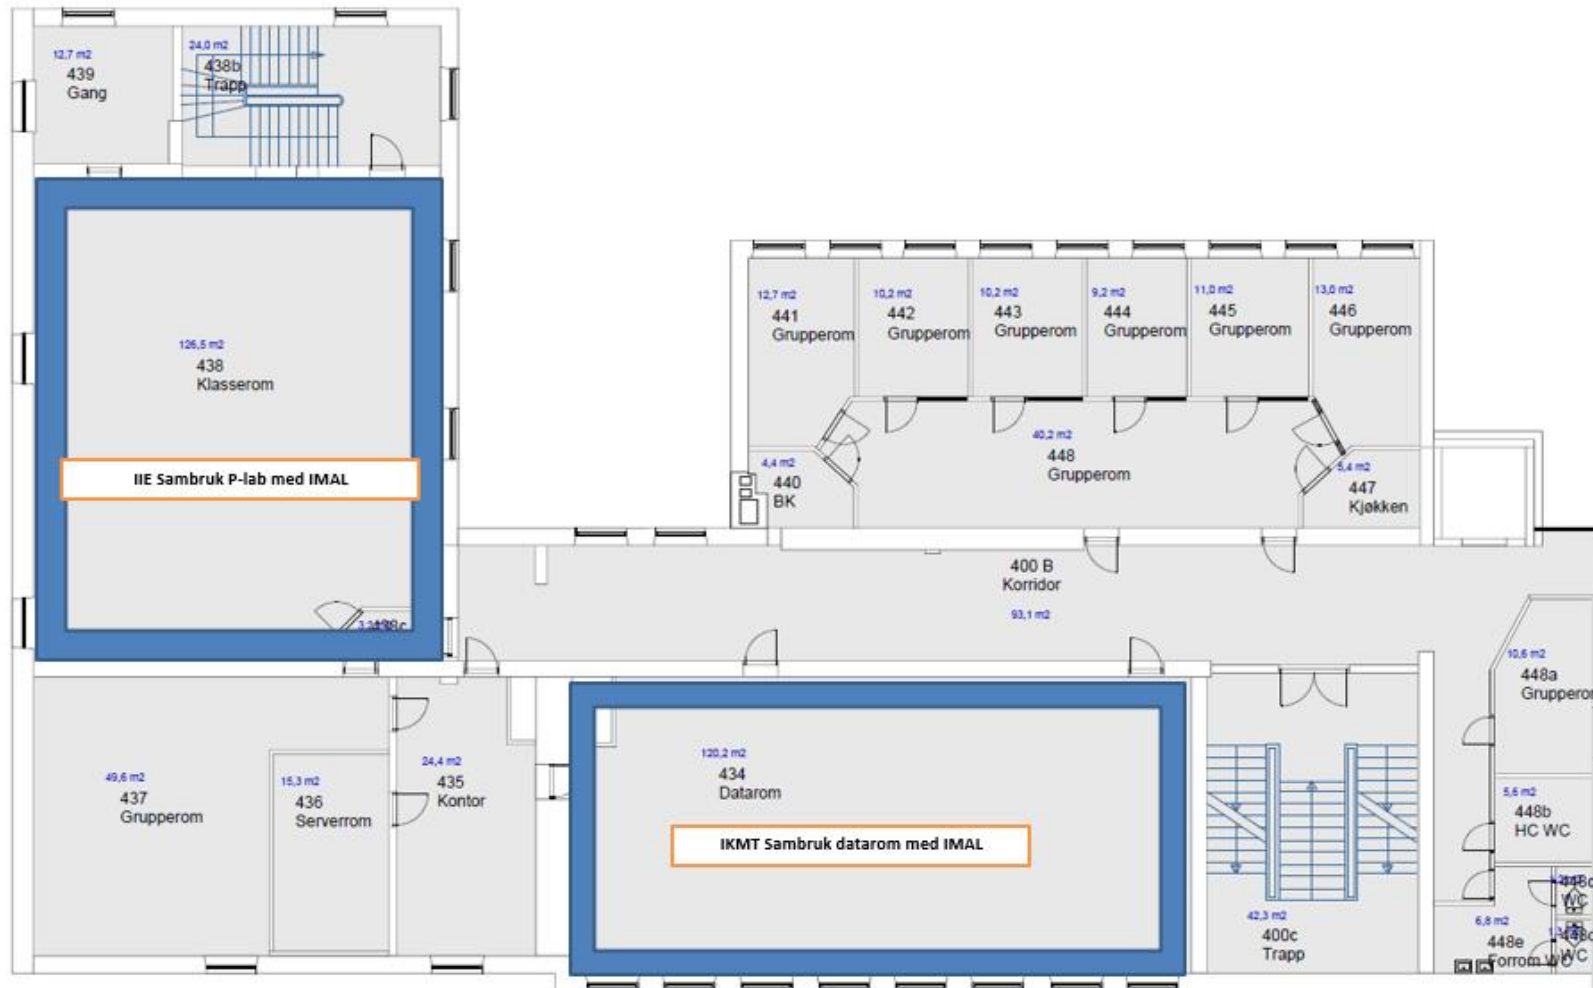 12,7 m2
439
Gang
24,0 m2
438b
Trapp
126,5 m2
438
Klasserom
IIE Sambruk P-lab med IMAL
438c
12,7 m2
441
Grupperom
10,2 m2
442
Grupperom
10,2 m2
443
Grupperom
9,2 m2
444
Grupperom
11,0 m2
445
Grupperom
13,0 m2
446
Grupperom
4,4 m2
440
BK
40,2 m2
448
Grupperom
5,4 m2
447
Kjøkken
400 B
Korridor
93,1 m2
10,6 m2
448a
49,6 m2
437
Grupperom
15,3 m2
436
Serverrom
24,4 m2
435
Kontor
120,2 m2
434
Datarom
IKMT Sambruk datarom med IMAL
42,3 m2
400c
Trapp
5,6 m2
448b
HC WC
WC
6,8 m2
448e
Forrom WC
WC